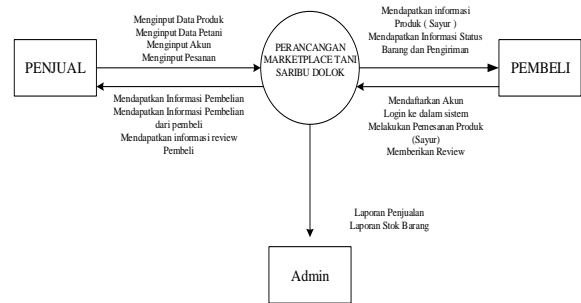 Menginput Data Produk
Menginput Data Petani
Menginput Akun
Menginput Pesanan
PENJUAL
Mendapatkan Informasi Pembelian
Mendapatkan Informasi Pembelian
dari pembeli
Mendapatkan informasi review
Pembeli
PERANCANGAN
MARKETPLACE TANI
SARIBU DOLOK
Mendapatkan informasi
Produk ( Sayur )
Mendapatkan Informasi Status
Barang dan Pengiriman
PEMBELI
Mendaftarkan Akun
Login ke dalam sistem
Melakukan Pemesanan Produk
(Sayur)
Memberikan Review
Laporan Penjualan
Laporan Stok Barang
Admin